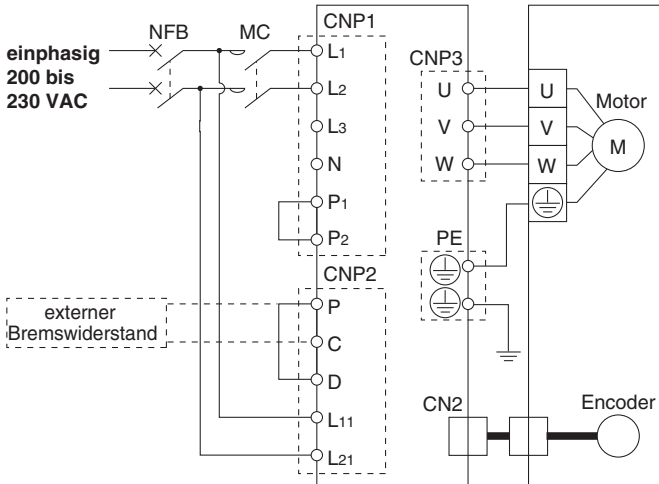 NFB MC CNP1
einphasig
200 bis
230 VAC
L1
L2
L3
N
P1
P2
CNP3
U
V
W
U
V
W
Motor
M
PE
CNP2
externer
Bremswiderstand
P
C
D
L11
L21
CN2
Encoder